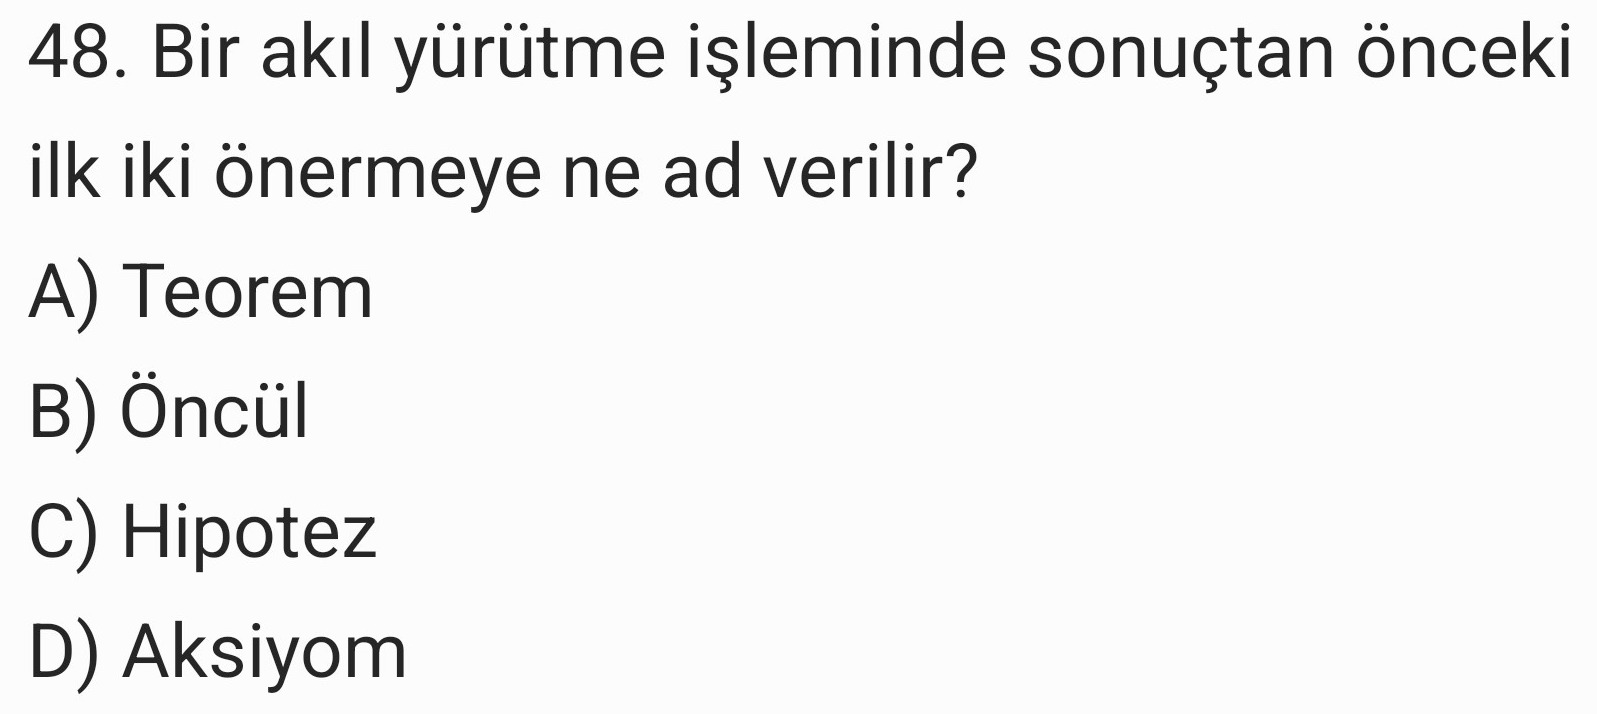 48. Bir akıl yürütme işleminde sonuçtan önceki
ilk iki önermeye ne ad verilir?
A) Teorem
B) Öncül
C) Hipotez
D) Aksiyom